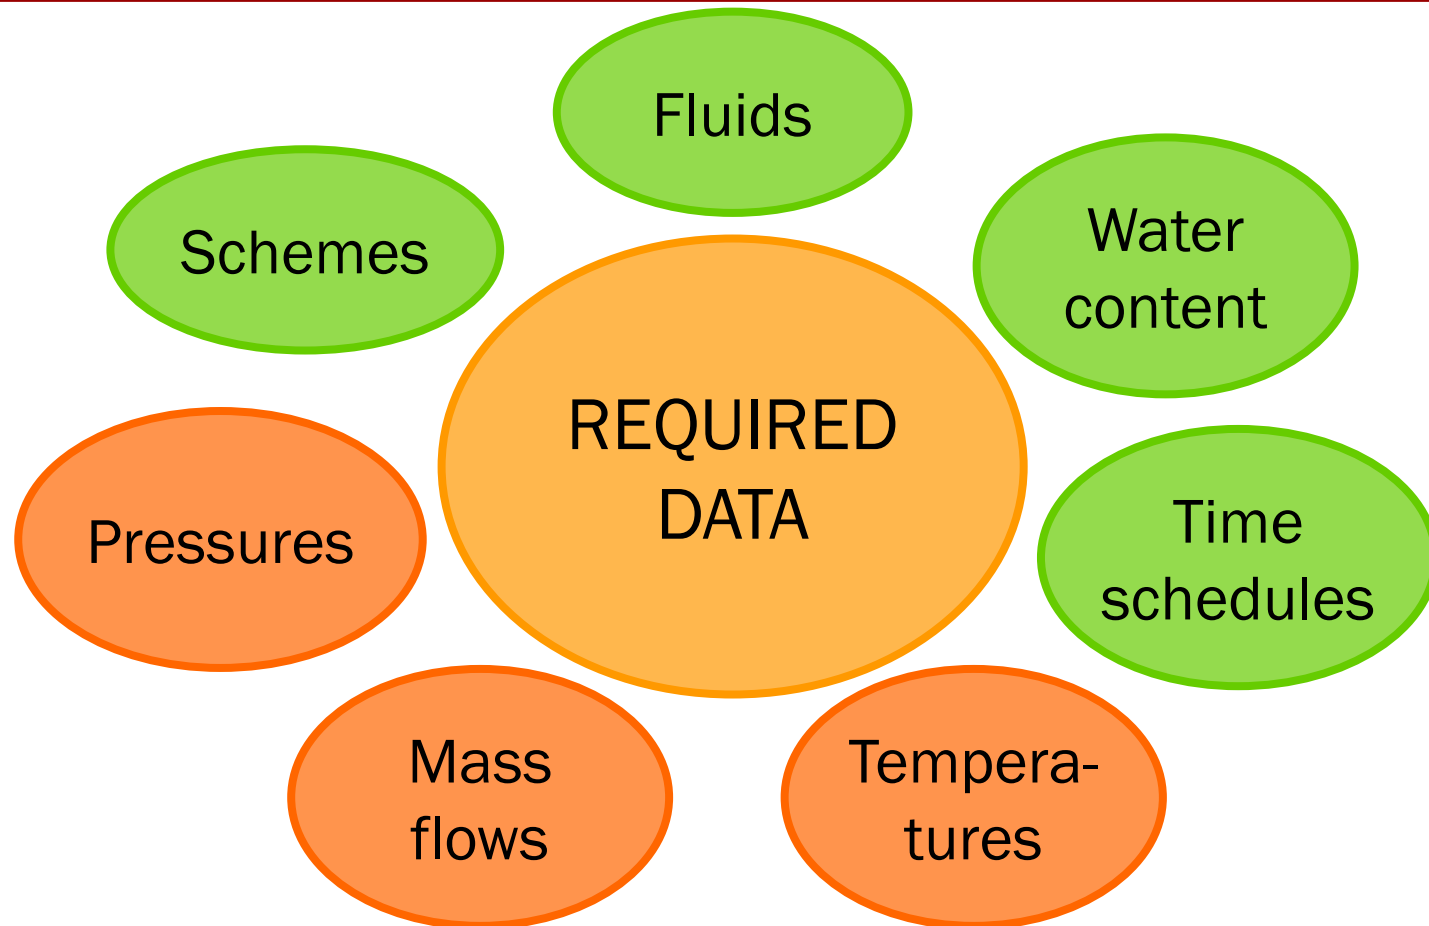 Fluids
Schemes
Water
content
REQUIRED
DATA
Pressures
Time
schedules
Mass
flows
Tempera-
tures